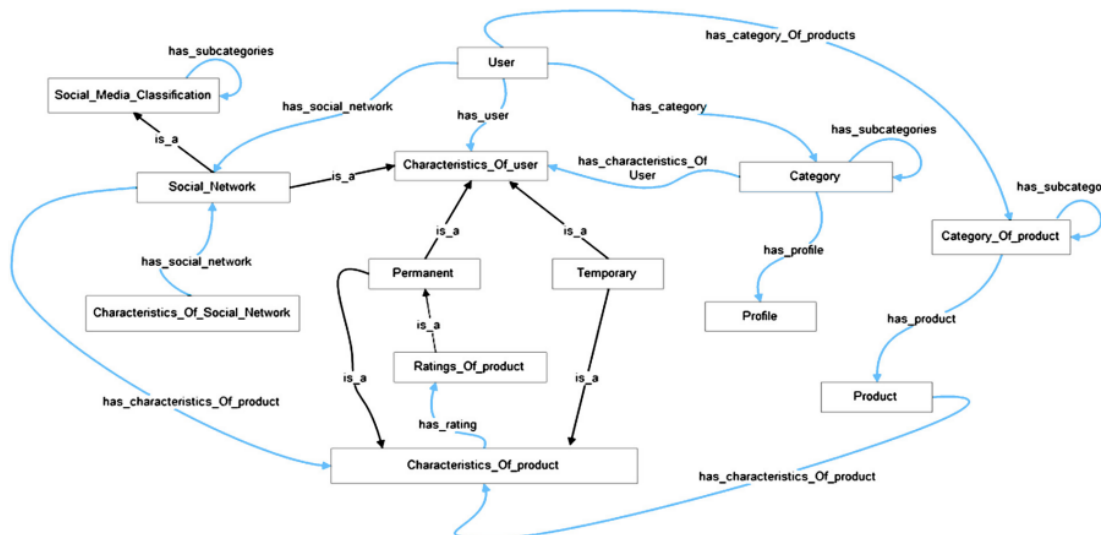 has_category_Of_products
has_subcategories
User
Social_Media_Classification
has_social_network
has_category
has_user
is_a
has_subcategories
Characteristics_Of_user
has_characteristics_Of
User
Category
is_a
Social_Network
has_subcatego
Category_Of_product
is_a
is_a
has_social_network
has_profile
Permanent
Temporary
Characteristics_Of_Social_Network
Profile
has_product
is_a
Ratings_Of_product
is_a
is_a
Product
has_characteristics_Of_product
has_rating
Characteristics_Of_product
has_characteristics_Of_product